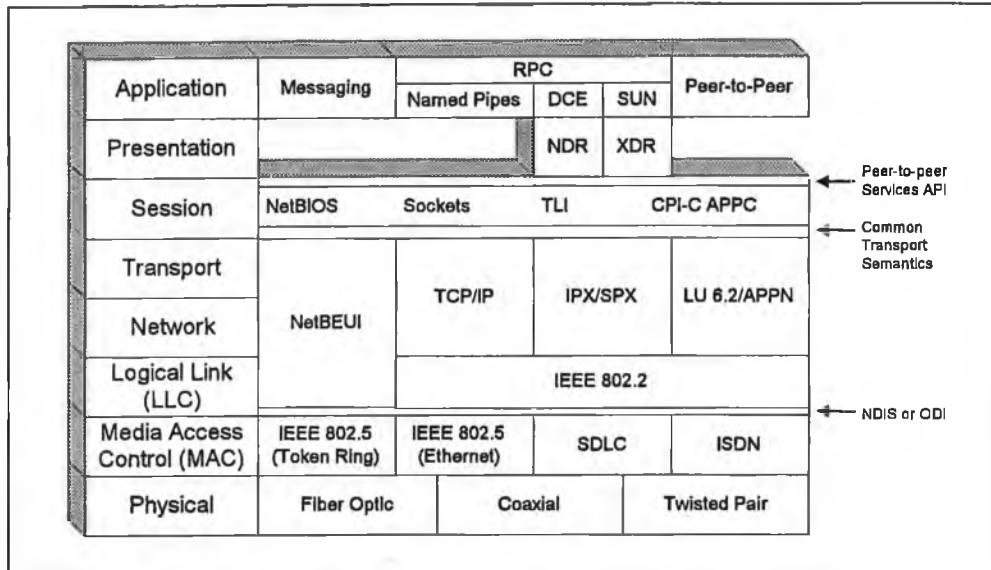 Application
Messaging
RPC
Named Pipes
DCE
SUN
Peer-to-Peer
Presentation
NDR
XDR
Peer-to-peer
Services API
Session
NetBIOS
Sockets
TLI
CPI-C APPC
Common
Transport
Semantics
Transport
Network
NetBEUI
TCP/IP
IPX/SPX
LU 6.2/APPN
Logical Link
(LLC)
IEEE 802.2
NDIS or ODI
Media Access
Control (MAC)
IEEE 802.5
(Token Ring)
IEEE 802.5
(Ethernet)
SDLC
ISDN
Physical
Fiber Optic
Coaxial
Twisted Pair